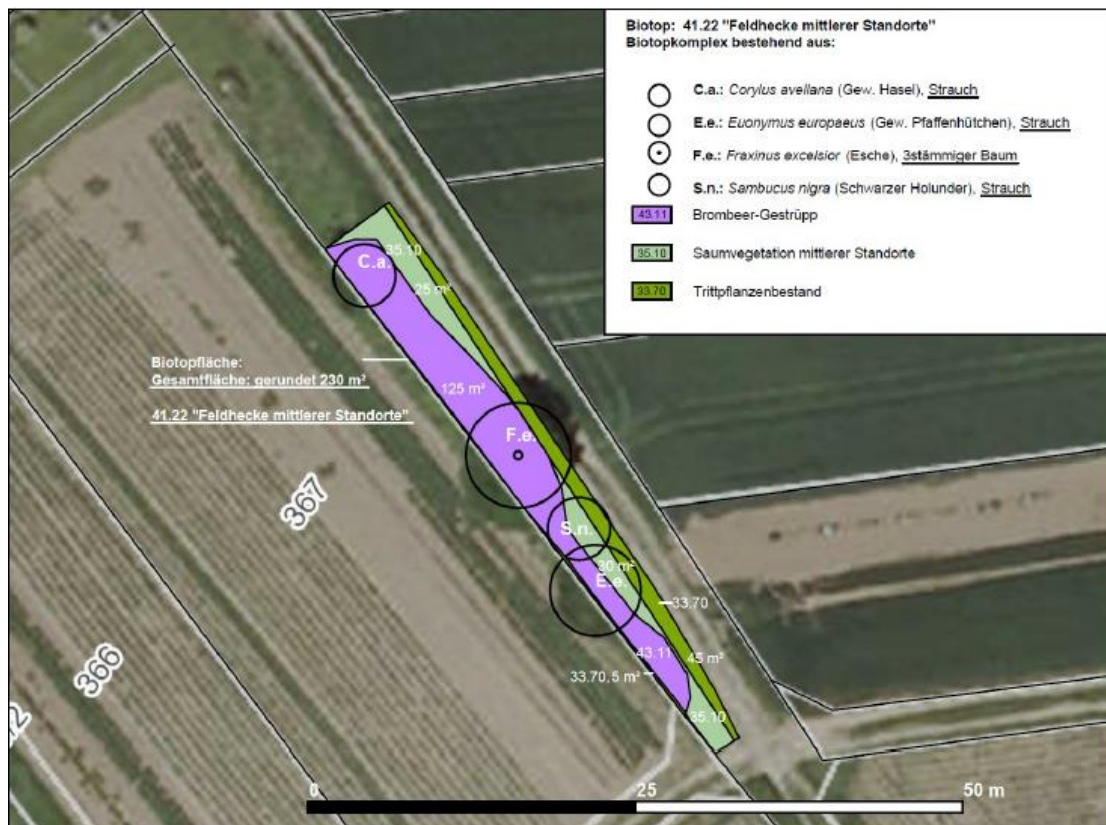 Biotop: 41.22 "Feldhecke mittlerer Standorte"
Biotopkomplex bestehend aus:
C.a.: Corylus avellana (Gew. Hasel), Strauch
E.e.: Euonymus europaeus (Gew. Pfaffenhütchen), Strauch
F.e.: Fraxinus excelsior (Esche), 3stämmiger Baum
S.n.: Sambucus nigra (Schwarzer Holunder), Strauch
43.11 Brombeer-Gestrüpp
35.10 Saumvegetation mittlerer Standorte
33.70 Trittpflanzenbestand
35.10
C.a.
25 m²
Biotopfläche:
Gesamtfläche: gerundet 230 m²
41.22 "Feldhecke mittlerer Standorte"
125 m²
F.e.
367
S.n.
30 m²
E.e.
33.70
43.11
45 m²
33.70, 5 m²
366
35.10
0 25 50 m